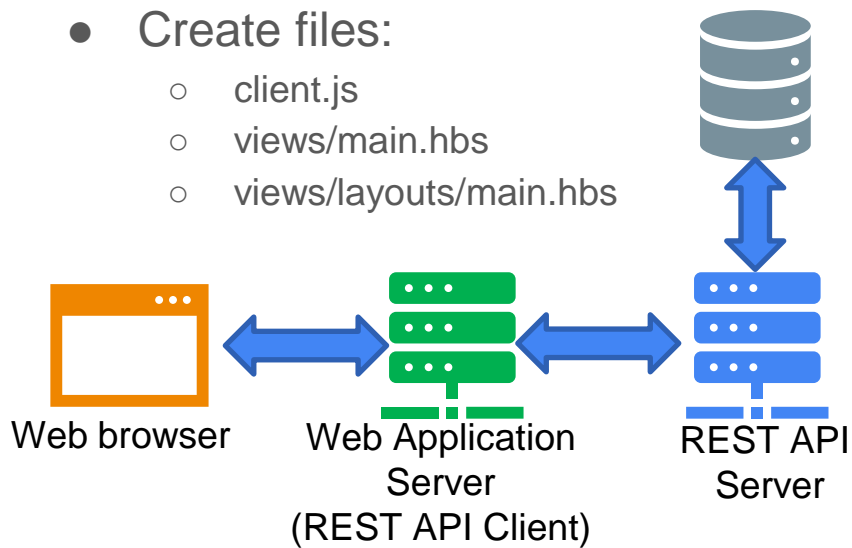 ● Create files:
○ client.js
○ views/main.hbs
○ views/layouts/main.hbs
Web browser
Web Application
Server
(REST API Client)
REST API
Server